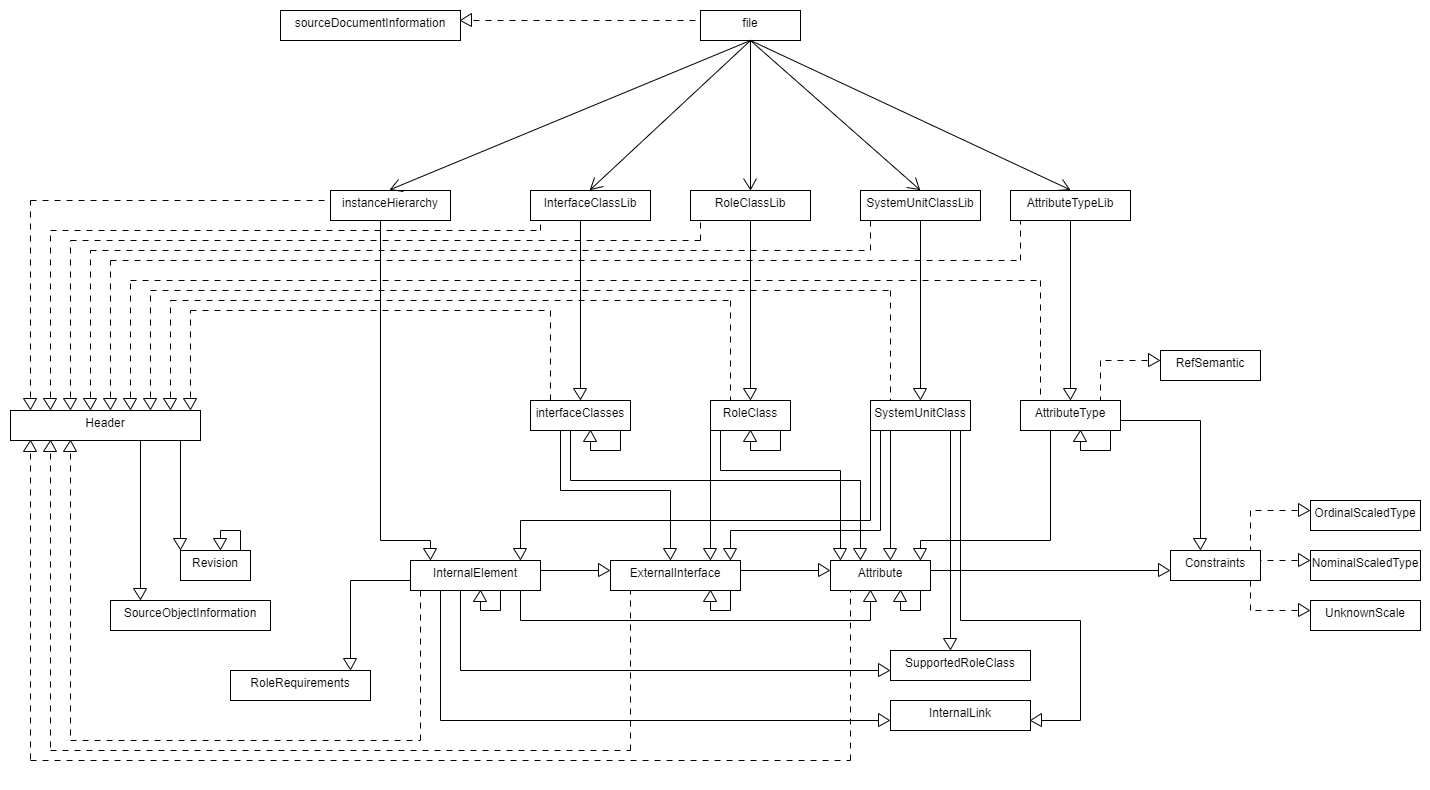 sourceDocumentInformation
file
instanceHierarchy
InterfaceClassLib
RoleClassLib
SystemUnitClassLib
AttributeTypeLib
RefSemantic
Header
interfaceClasses
RoleClass
SystemUnitClass
AttributeType
OrdinalScaledType
Revision
InternalElement
ExternalInterface
Attribute
Constraints
NominalScaledType
SourceObjectInformation
UnknownScale
RoleRequirements
SupportedRoleClass
InternalLink